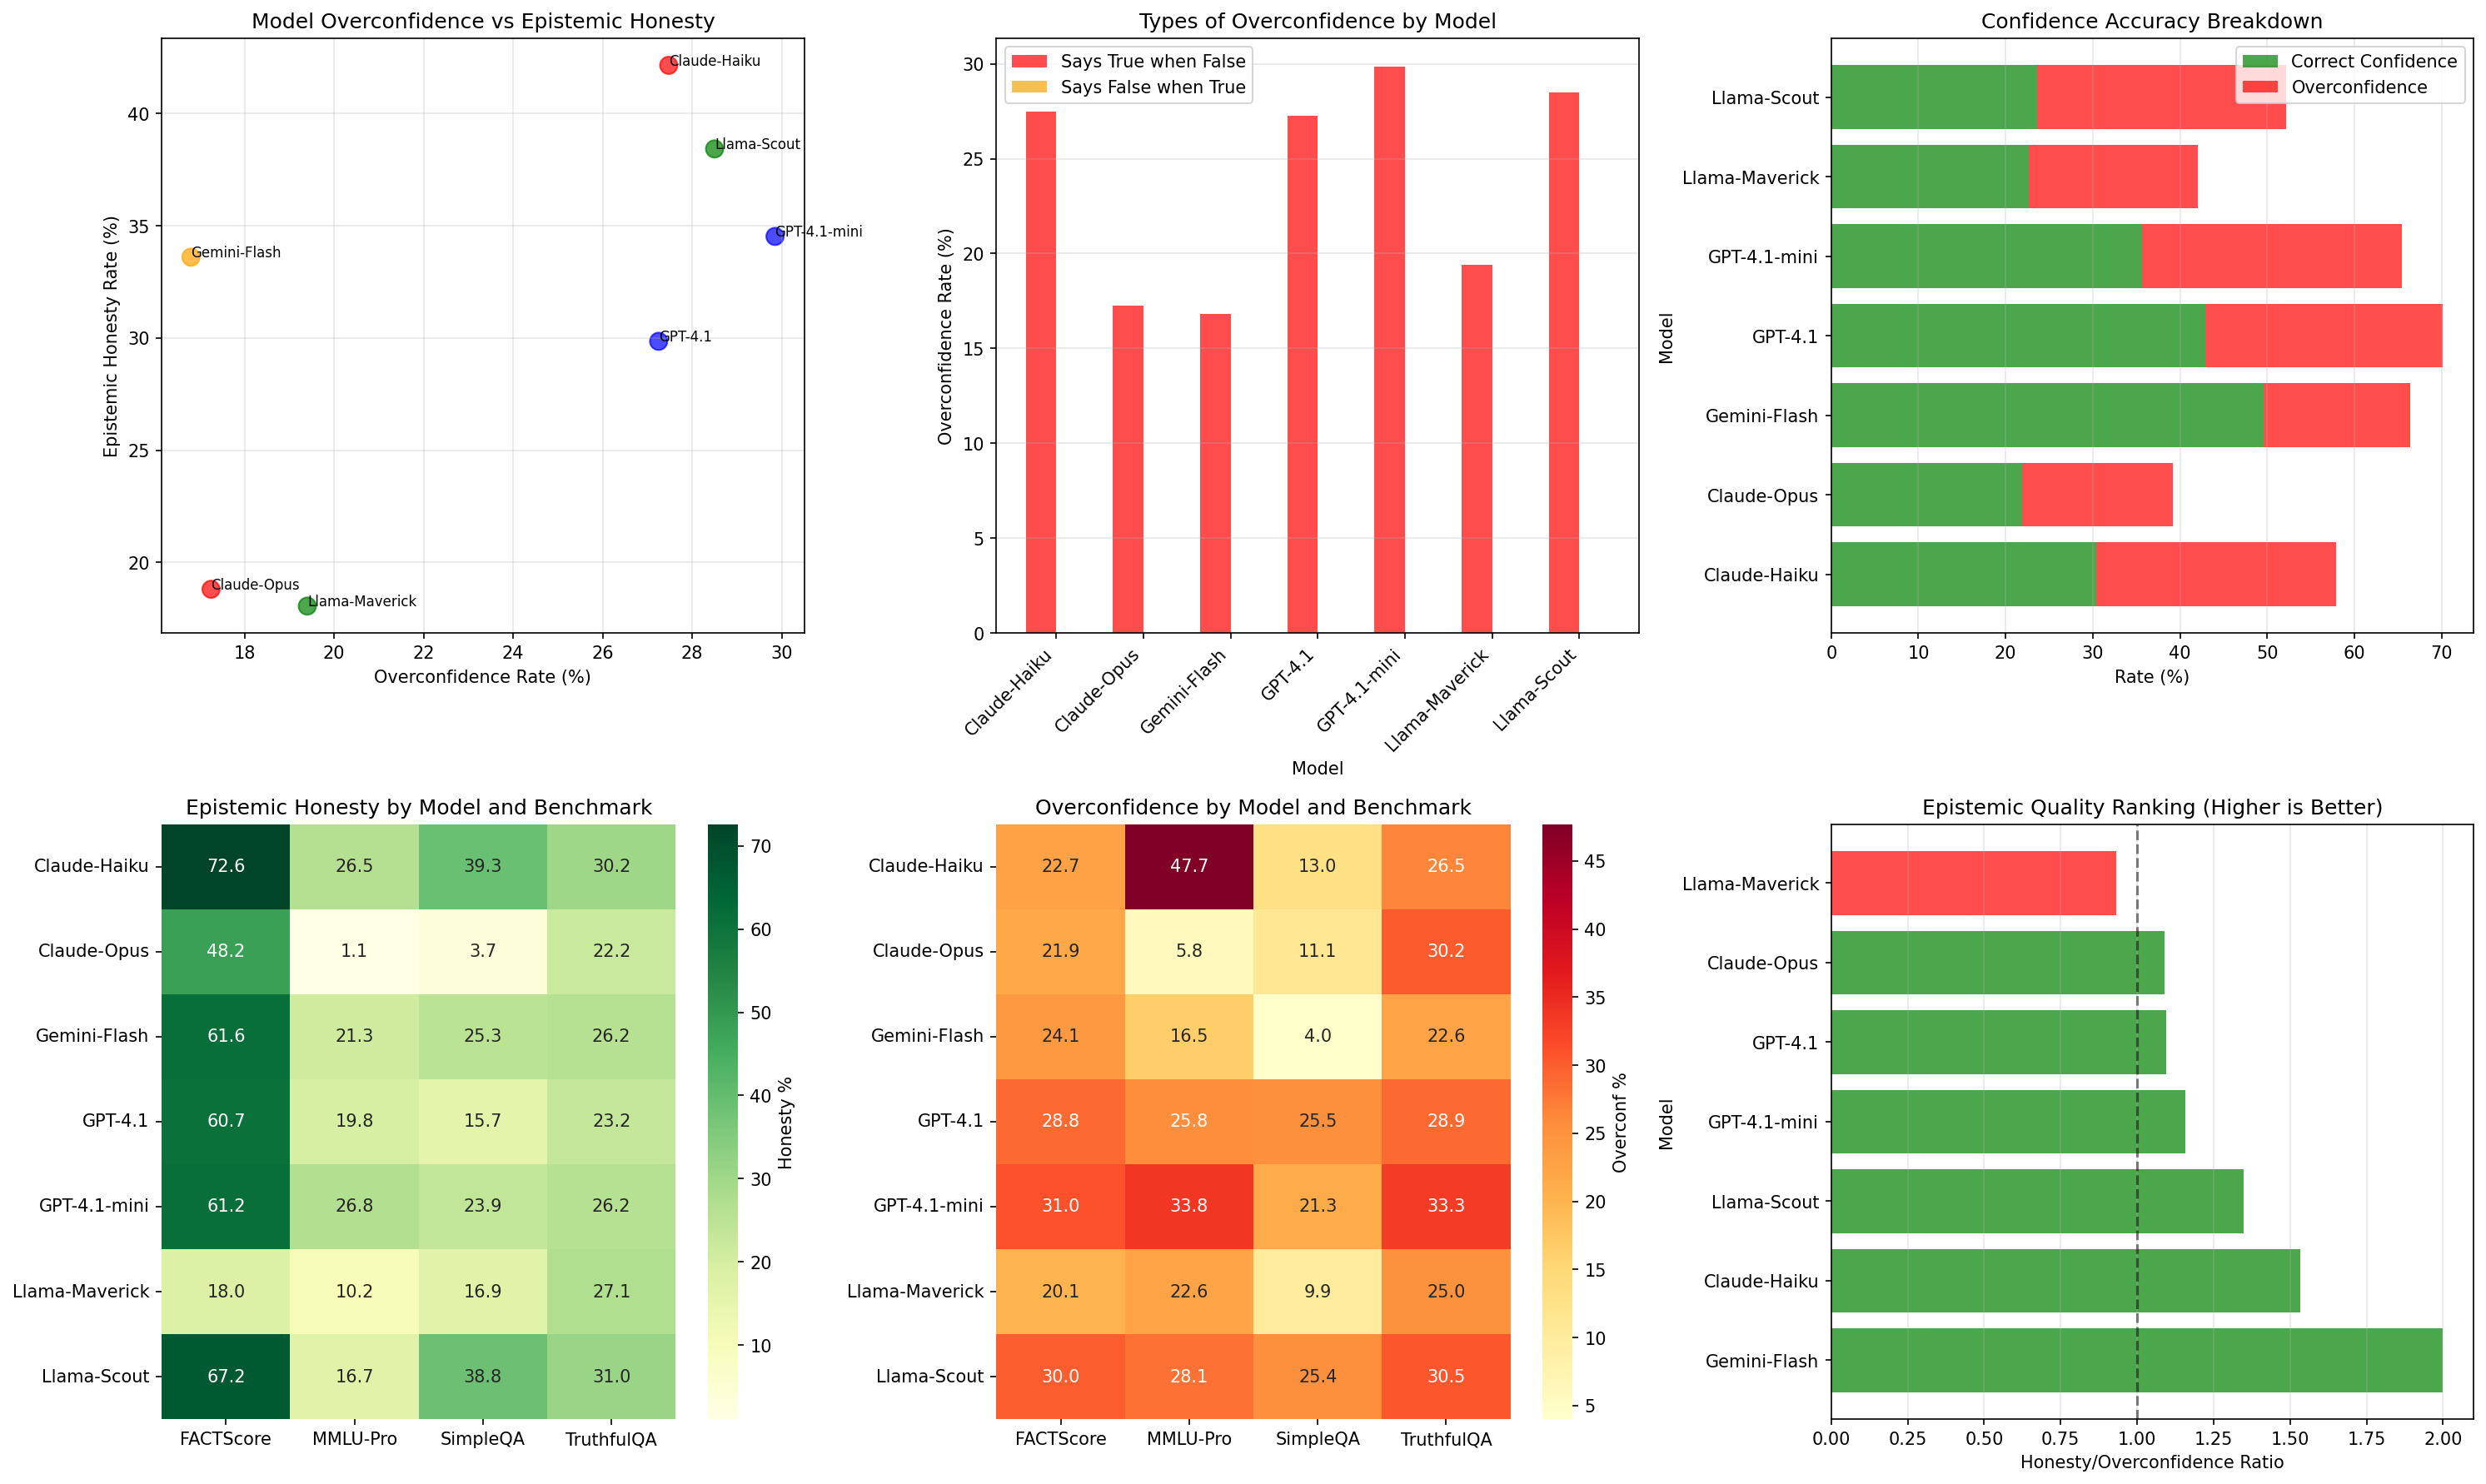 Model Overconfidence vs Epistemic Honesty
Epistemic Honesty Rate (%)
40
35
30
25
20
Claude-Haiku
Llama-Scout
GPT-4.1-mini
Gemini-Flash
GPT-4.1
Claude-Opus
Llama-Maverick
18 20 22 24 26 28 30
Overconfidence Rate (%)
Types of Overconfidence by Model
Says True when False
Says False when True
Overconfidence Rate (%)
30
25
20
15
10
5
0
Claude-Haiku
Claude-Opus
Gemini-Flash
GPT-4.1
GPT-4.1-mini
Llama-Maverick
Llama-Scout
Model
Confidence Accuracy Breakdown
Correct Confidence
Overconfidence
Model
Llama-Scout
Llama-Maverick
GPT-4.1-mini
GPT-4.1
Gemini-Flash
Claude-Opus
Claude-Haiku
0 10 20 30 40 50 60 70
Rate (%)
Epistemic Honesty by Model and Benchmark
Claude-Haiku 72.6 26.5 39.3 30.2
Claude-Opus 48.2 1.1 3.7 22.2
Gemini-Flash 61.6 21.3 25.3 26.2
GPT-4.1 60.7 19.8 15.7 23.2
GPT-4.1-mini 61.2 26.8 23.9 26.2
Llama-Maverick 18.0 10.2 16.9 27.1
Llama-Scout 67.2 16.7 38.8 31.0
FACTScore MMLU-Pro SimpleQA TruthfulQA
70
60
50
40
30
20
10
Honesty %
Overconfidence by Model and Benchmark
Claude-Haiku 22.7 47.7 13.0 26.5
Claude-Opus 21.9 5.8 11.1 30.2
Gemini-Flash 24.1 16.5 4.0 22.6
GPT-4.1 28.8 25.8 25.5 28.9
GPT-4.1-mini 31.0 33.8 21.3 33.3
Llama-Maverick 20.1 22.6 9.9 25.0
Llama-Scout 30.0 28.1 25.4 30.5
FACTScore MMLU-Pro SimpleQA TruthfulQA
45
40
35
30
25
20
15
10
5
Overconf %
Epistemic Quality Ranking (Higher is Better)
Model
Llama-Maverick
Claude-Opus
GPT-4.1
GPT-4.1-mini
Llama-Scout
Claude-Haiku
Gemini-Flash
0.00 0.25 0.50 0.75 1.00 1.25 1.50 1.75 2.00
Honesty/Overconfidence Ratio